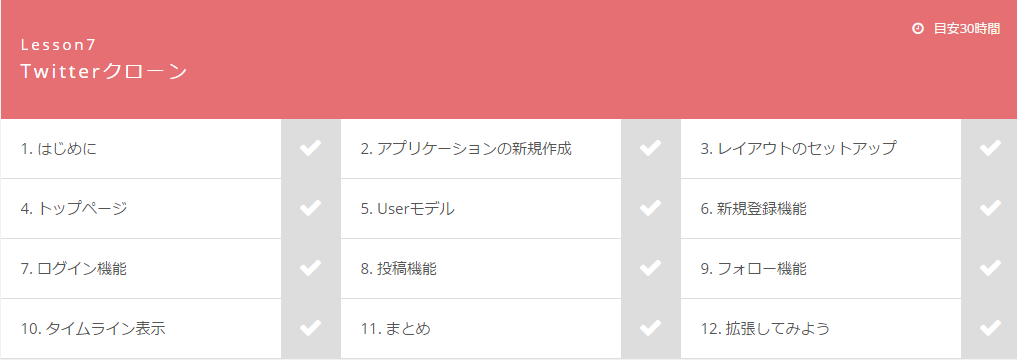 目安30時間
Lesson7
Twitterクローン
1. はじめに
2. アプリケーションの新規作成
3. レイアウトのセットアップ
4. トップページ
5. Userモデル
6. 新規登録機能
7. ログイン機能
8. 投稿機能
9. フォロー機能
10. タイムライン表示
11. まとめ
12. 拡張してみよう